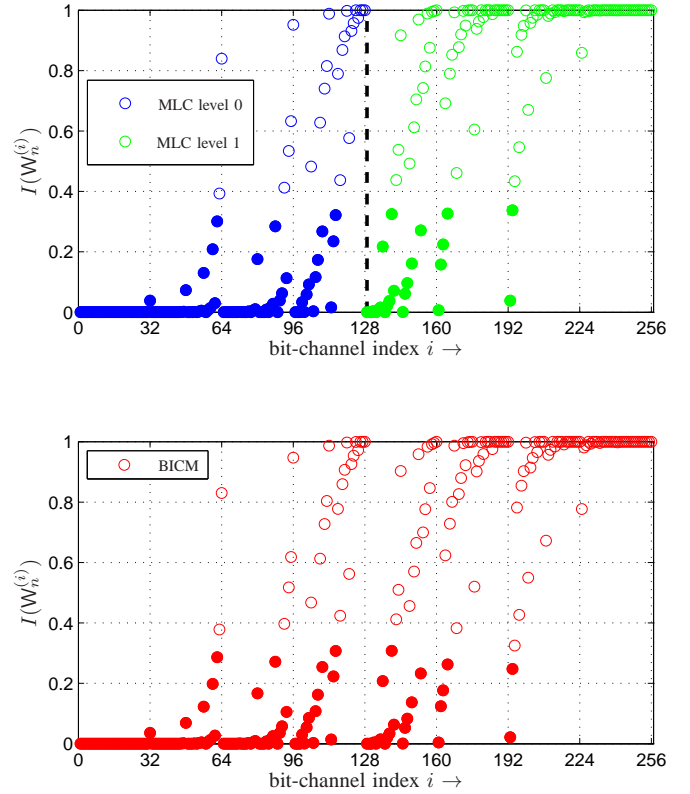 1
0.8
0.6
0.4
0.2
0
I(W_n^{(i)})
MLC level 0
MLC level 1
0 32 64 96 128 160 192 224 256
bit-channel index i →
1
0.8
0.6
0.4
0.2
0
I(W_n^{(i)})
BICM
0 32 64 96 128 160 192 224 256
bit-channel index i →